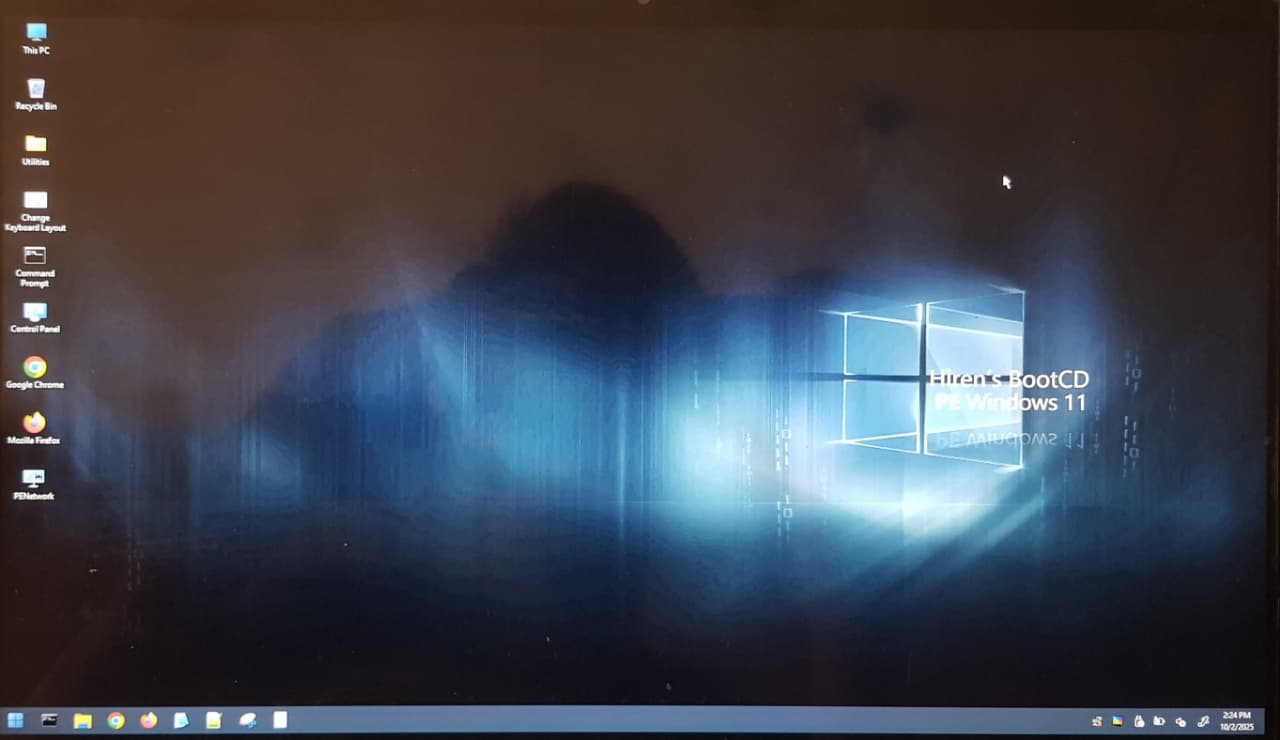 This PC
Recycle Bin
Utilities
Change
Keyboard Layout
Command
Prompt
Control Panel
Google Chrome
Mozilla Firefox
PENetwork
Hiren's BootCD
PE Windows 11
2:24 PM
10/2/2025